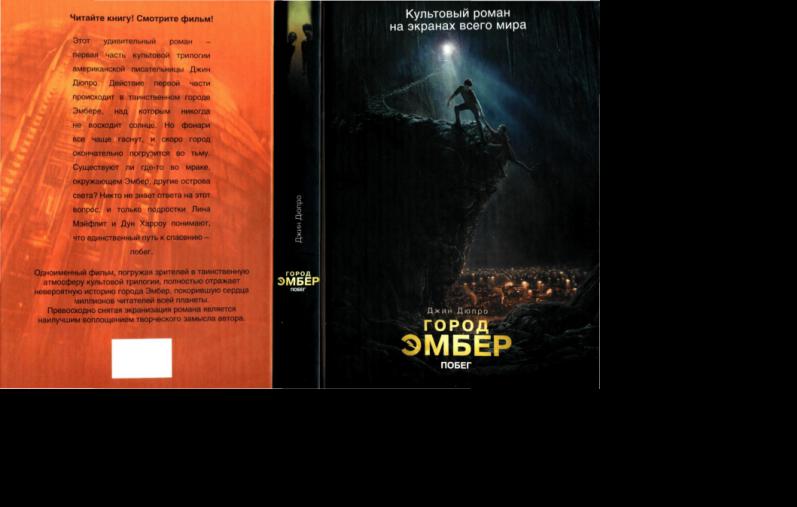 Читайте книгу! Смотрите фильм!
Этот удивительный роман –
первая часть культовой трилогии
американской писательницы Джин
Дюпро. Действие первой части
происходит в таинственном городе
Эмбере, над которым никогда
не восходит солнце. Но фонари
все чаще гаснут, и скоро город
окончательно погрузится во тьму.
Существуют ли где-то во мраке,
окружающем Эмбер, другие острова
света? Никто не знает ответа на этот
вопрос, и только подростки Лина
Мэйфлит и Дун Харроу понимают,
что единственный путь к спасению –
побег.
Одноименный фильм, погружая зрителей в таинственную
атмосферу культовой трилогии, полностью отражает
невероятную историю города Эмбер, покорившую сердца
миллионов читателей всей планеты.
Превосходно снятая экранизация романа является
наилучшим воплощением творческого замысла автора.
Джин Дюпро
ГОРОД
ЭМБЕР
ПОБЕГ
Культовый роман
на экранах всего мира
Джин Дюпро
ГОРОД
ЭМБЕР
ПОБЕГ